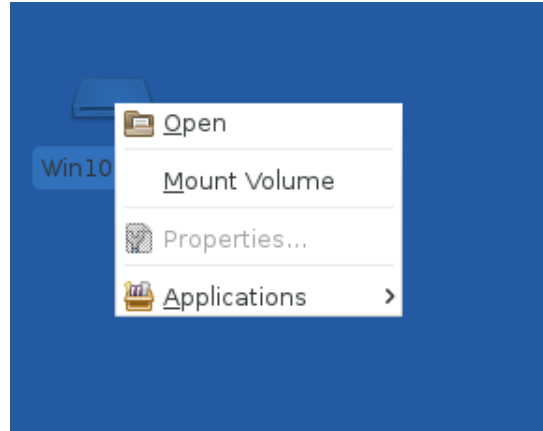 Open
Win10
Mount Volume
Properties...
Applications